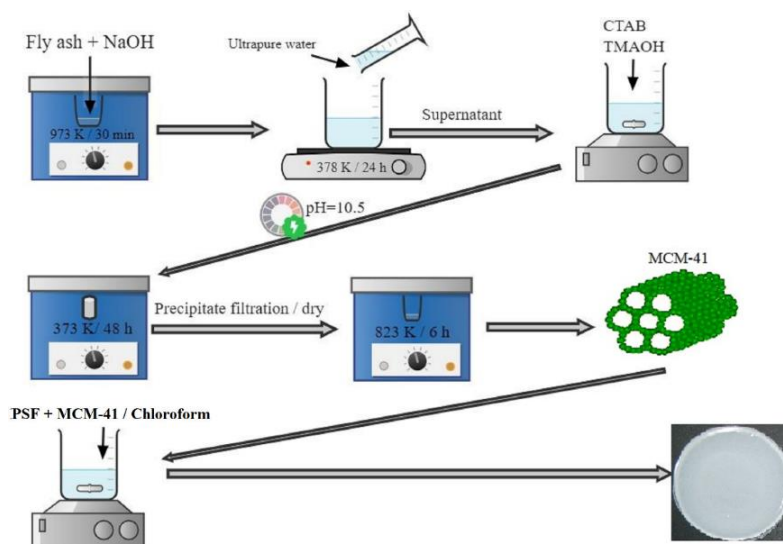 Fly ash + NaOH
973 K / 30 min
Ultrapure water
378 K / 24 h
Supernatant
CTAB
TMAOH
pH=10.5
373 K/ 48 h
Precipitate filtration / dry
823 K / 6 h
MCM-41
PSF + MCM-41 / Chloroform